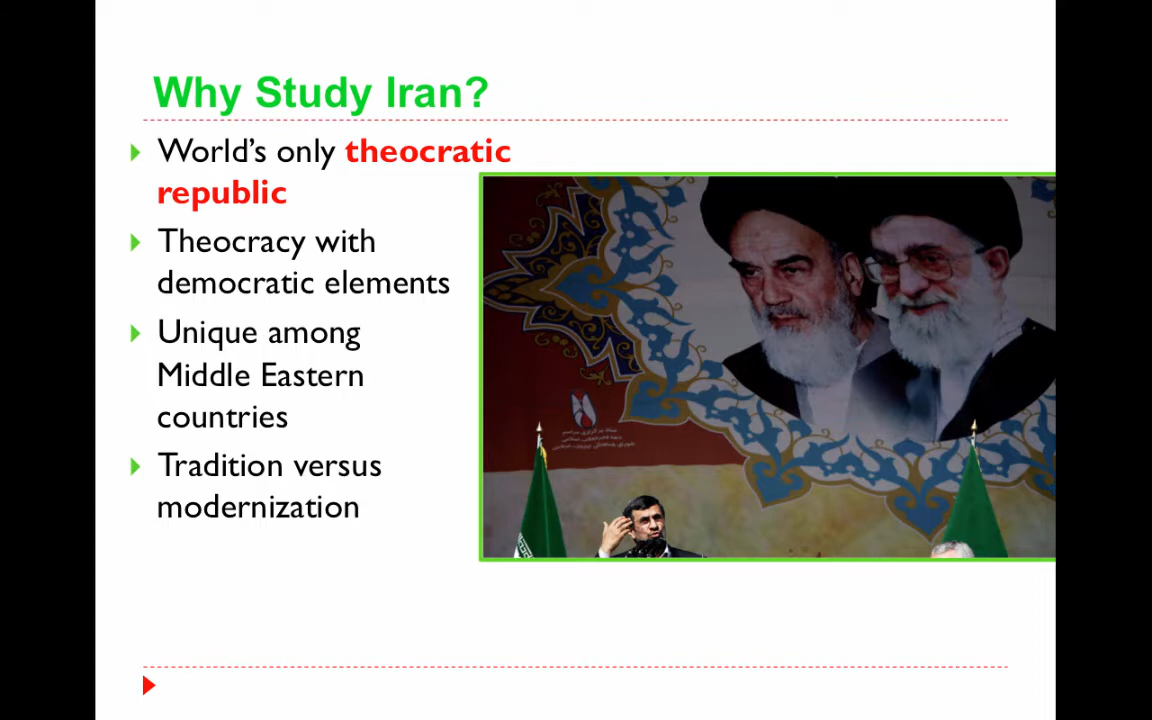 Why Study Iran?
World’s only theocratic
republic
Theocracy with
democratic elements
Unique among
Middle Eastern
countries
Tradition versus
modernization